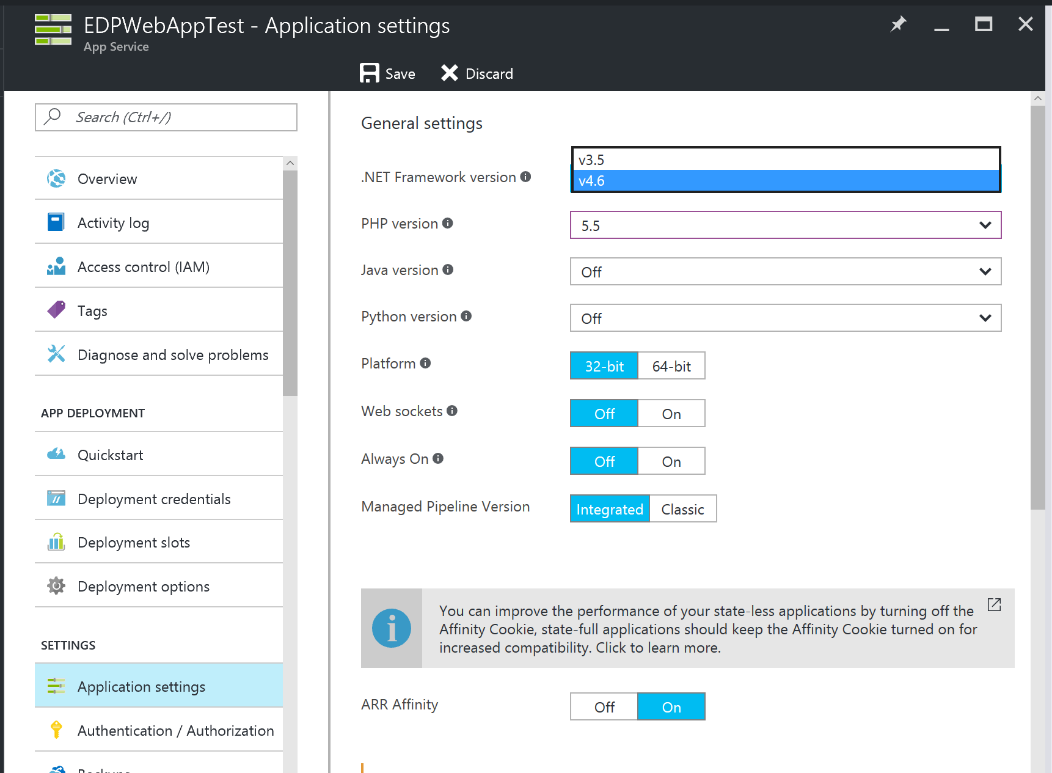 EDPWebAppTest - Application settings
App Service
Save
Discard
Search (Ctrl+/)
Overview
Activity log
Access control (IAM)
Tags
Diagnose and solve problems
APP DEPLOYMENT
Quickstart
Deployment credentials
Deployment slots
Deployment options
SETTINGS
Application settings
Authentication / Authorization
General settings
.NET Framework version
v3.5
v4.6
PHP version
5.5
Java version
Off
Python version
Off
Platform
32-bit
64-bit
Web sockets
Off
On
Always On
Off
On
Managed Pipeline Version
Integrated
Classic
You can improve the performance of your state-less applications by turning off the
Affinity Cookie, state-full applications should keep the Affinity Cookie turned on for
increased compatibility. Click to learn more.
ARR Affinity
Off
On